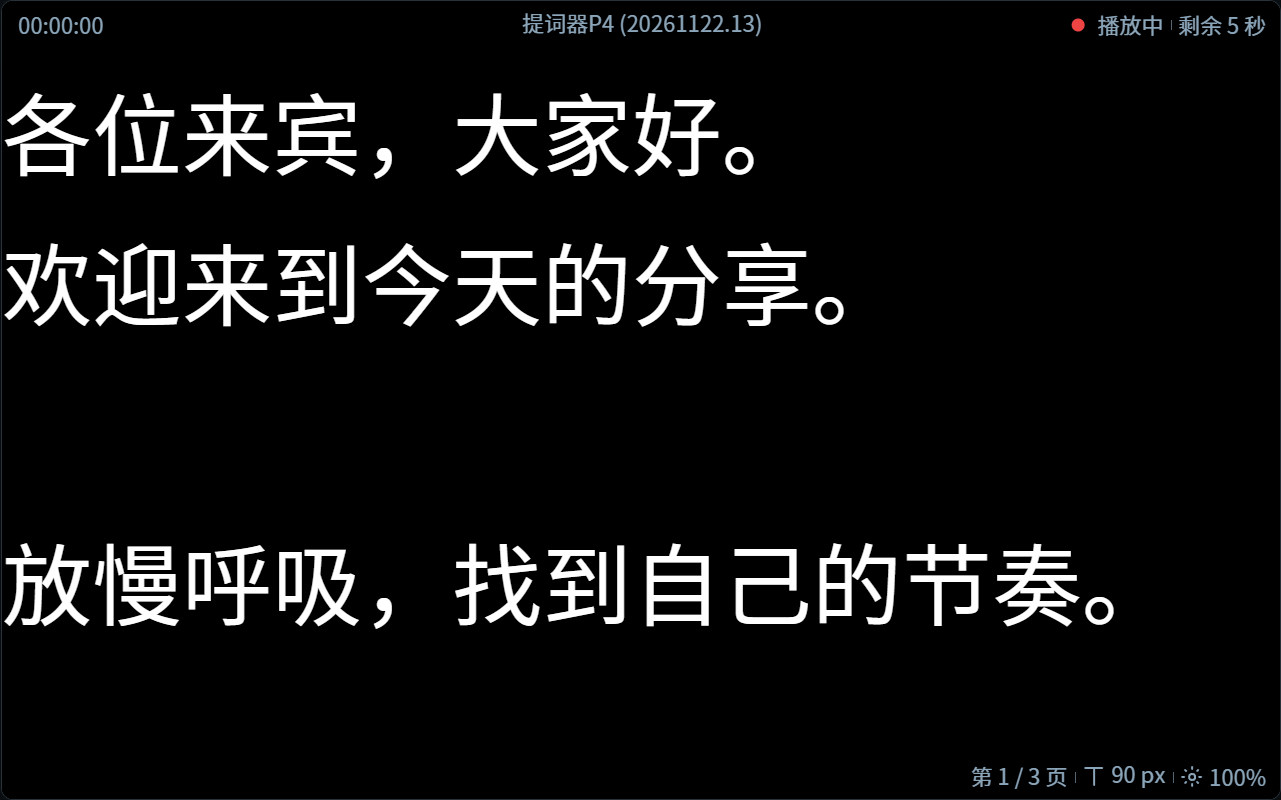 00:00:00
提词器P4 (20261122.13)
播放中 | 剩余 5 秒
各位来宾，大家好。
欢迎来到今天的分享。
放慢呼吸，找到自己的节奏。
第 1 / 3 页 | 90 px | 100%